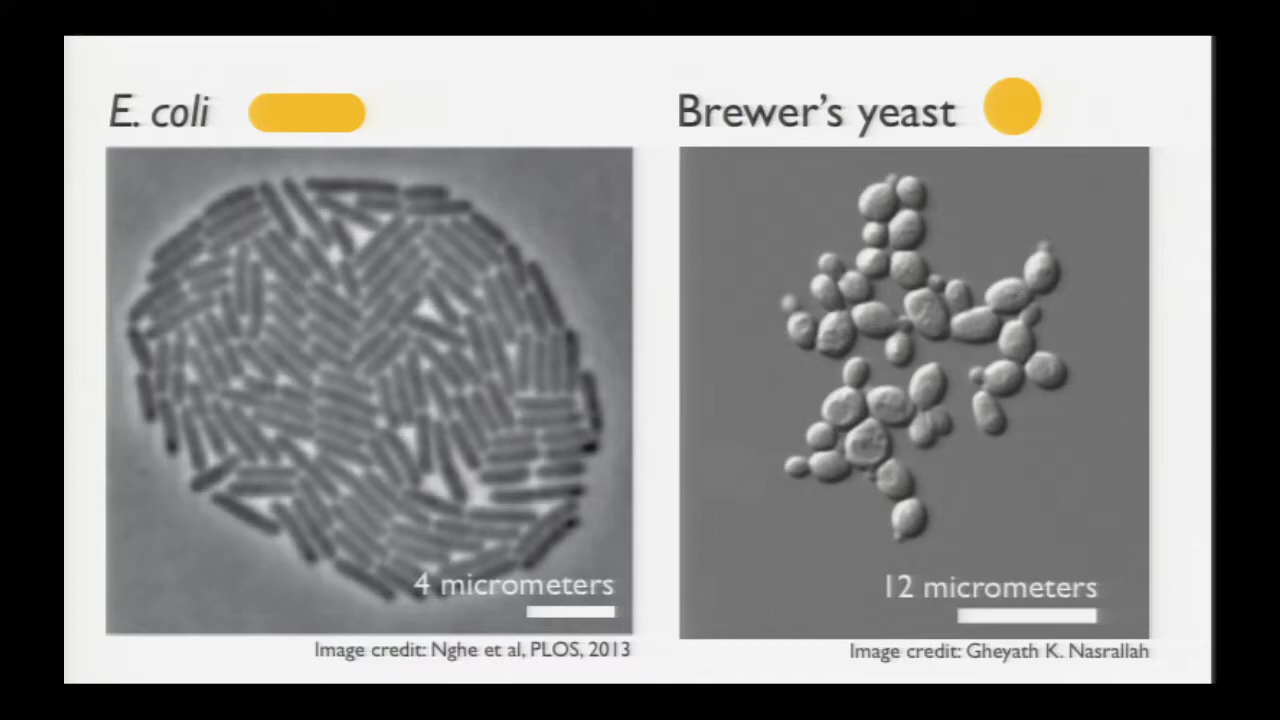 E. coli
Brewer's yeast
4 micrometers
12 micrometers
Image credit: Nghe et al, PLOS, 2013
Image credit: Gheyath K. Nasrallah